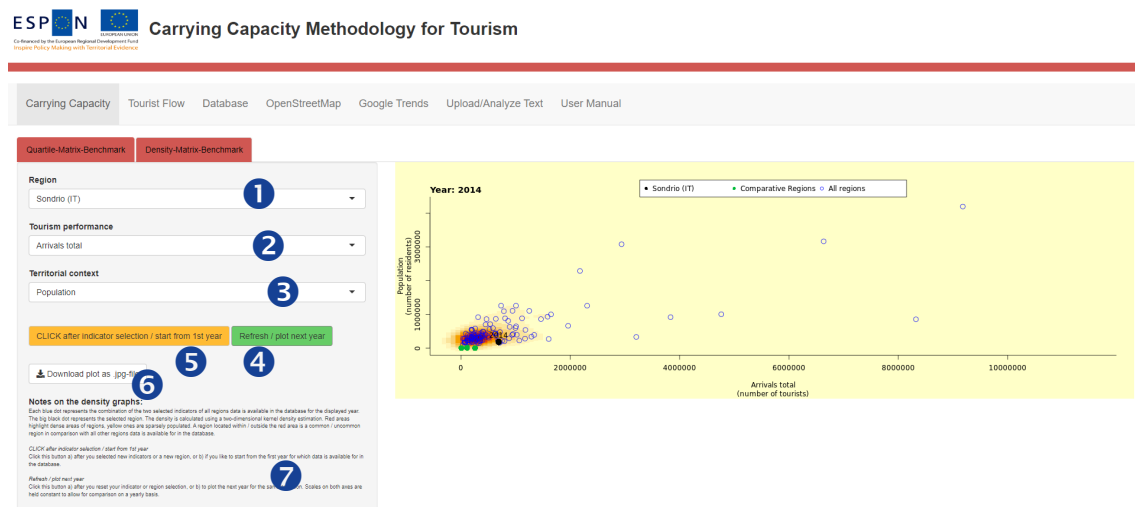 ESPON
EUROPEAN UNION
Co-financed by the European Regional Development Fund
Inspire Policy Making with Territorial Evidence
Carrying Capacity Methodology for Tourism
Carrying Capacity Tourist Flow Database OpenStreetMap Google Trends Upload/Analyze Text User Manual
Quartile-Matrix-Benchmark Density-Matrix-Benchmark
Region
Sondrio (IT)
1
Tourism performance
Arrivals total
2
Territorial context
Population
3
CLICK after indicator selection / start from 1st year Refresh / plot next year
5 4
Download plot as .jpg-file
6
Notes on the density graphs:
Each blue dot represents the combination of the two selected indicators of all regions data is available in the database for the displayed year.
The big black dot represents the selected region. The density is calculated using a two-dimensional kernel density estimation. Red areas
highlight dense areas of regions, yellow ones are sparsely populated. A region located within / outside the red area is a common / uncommon
region in comparison with all other regions data is available for in the database.
CLICK after indicator selection / start from 1st year
Click this button a) after you selected new indicators or a new region, or b) if you like to start from the first year for which data is available for in
the database.
Refresh / plot next year
Click this button a) after you reset your indicator or region selection, or b) to plot the next year for the Scales on both axes are
held constant to allow for comparison on a yearly basis.
7
Year: 2014
Sondrio (IT) Comparative Regions All regions
Population
(number of residents)
0 1000000 3000000
2014
0 2000000 4000000 6000000 8000000 10000000
Arrivals total
(number of tourists)